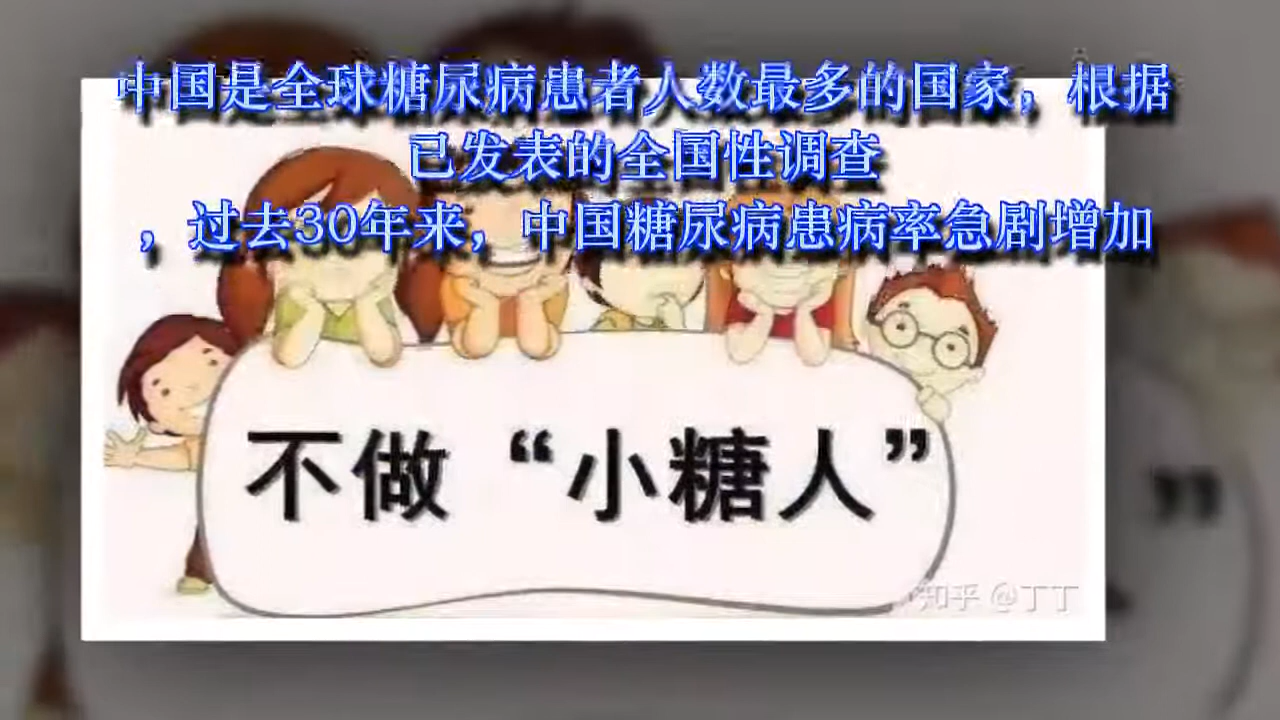 中国是全球糖尿病患者人数最多的国家，根据
已发表的全国性调查
，过去30年来，中国糖尿病患病率急剧增加
不做“小糖人”
知乎 @丁丁